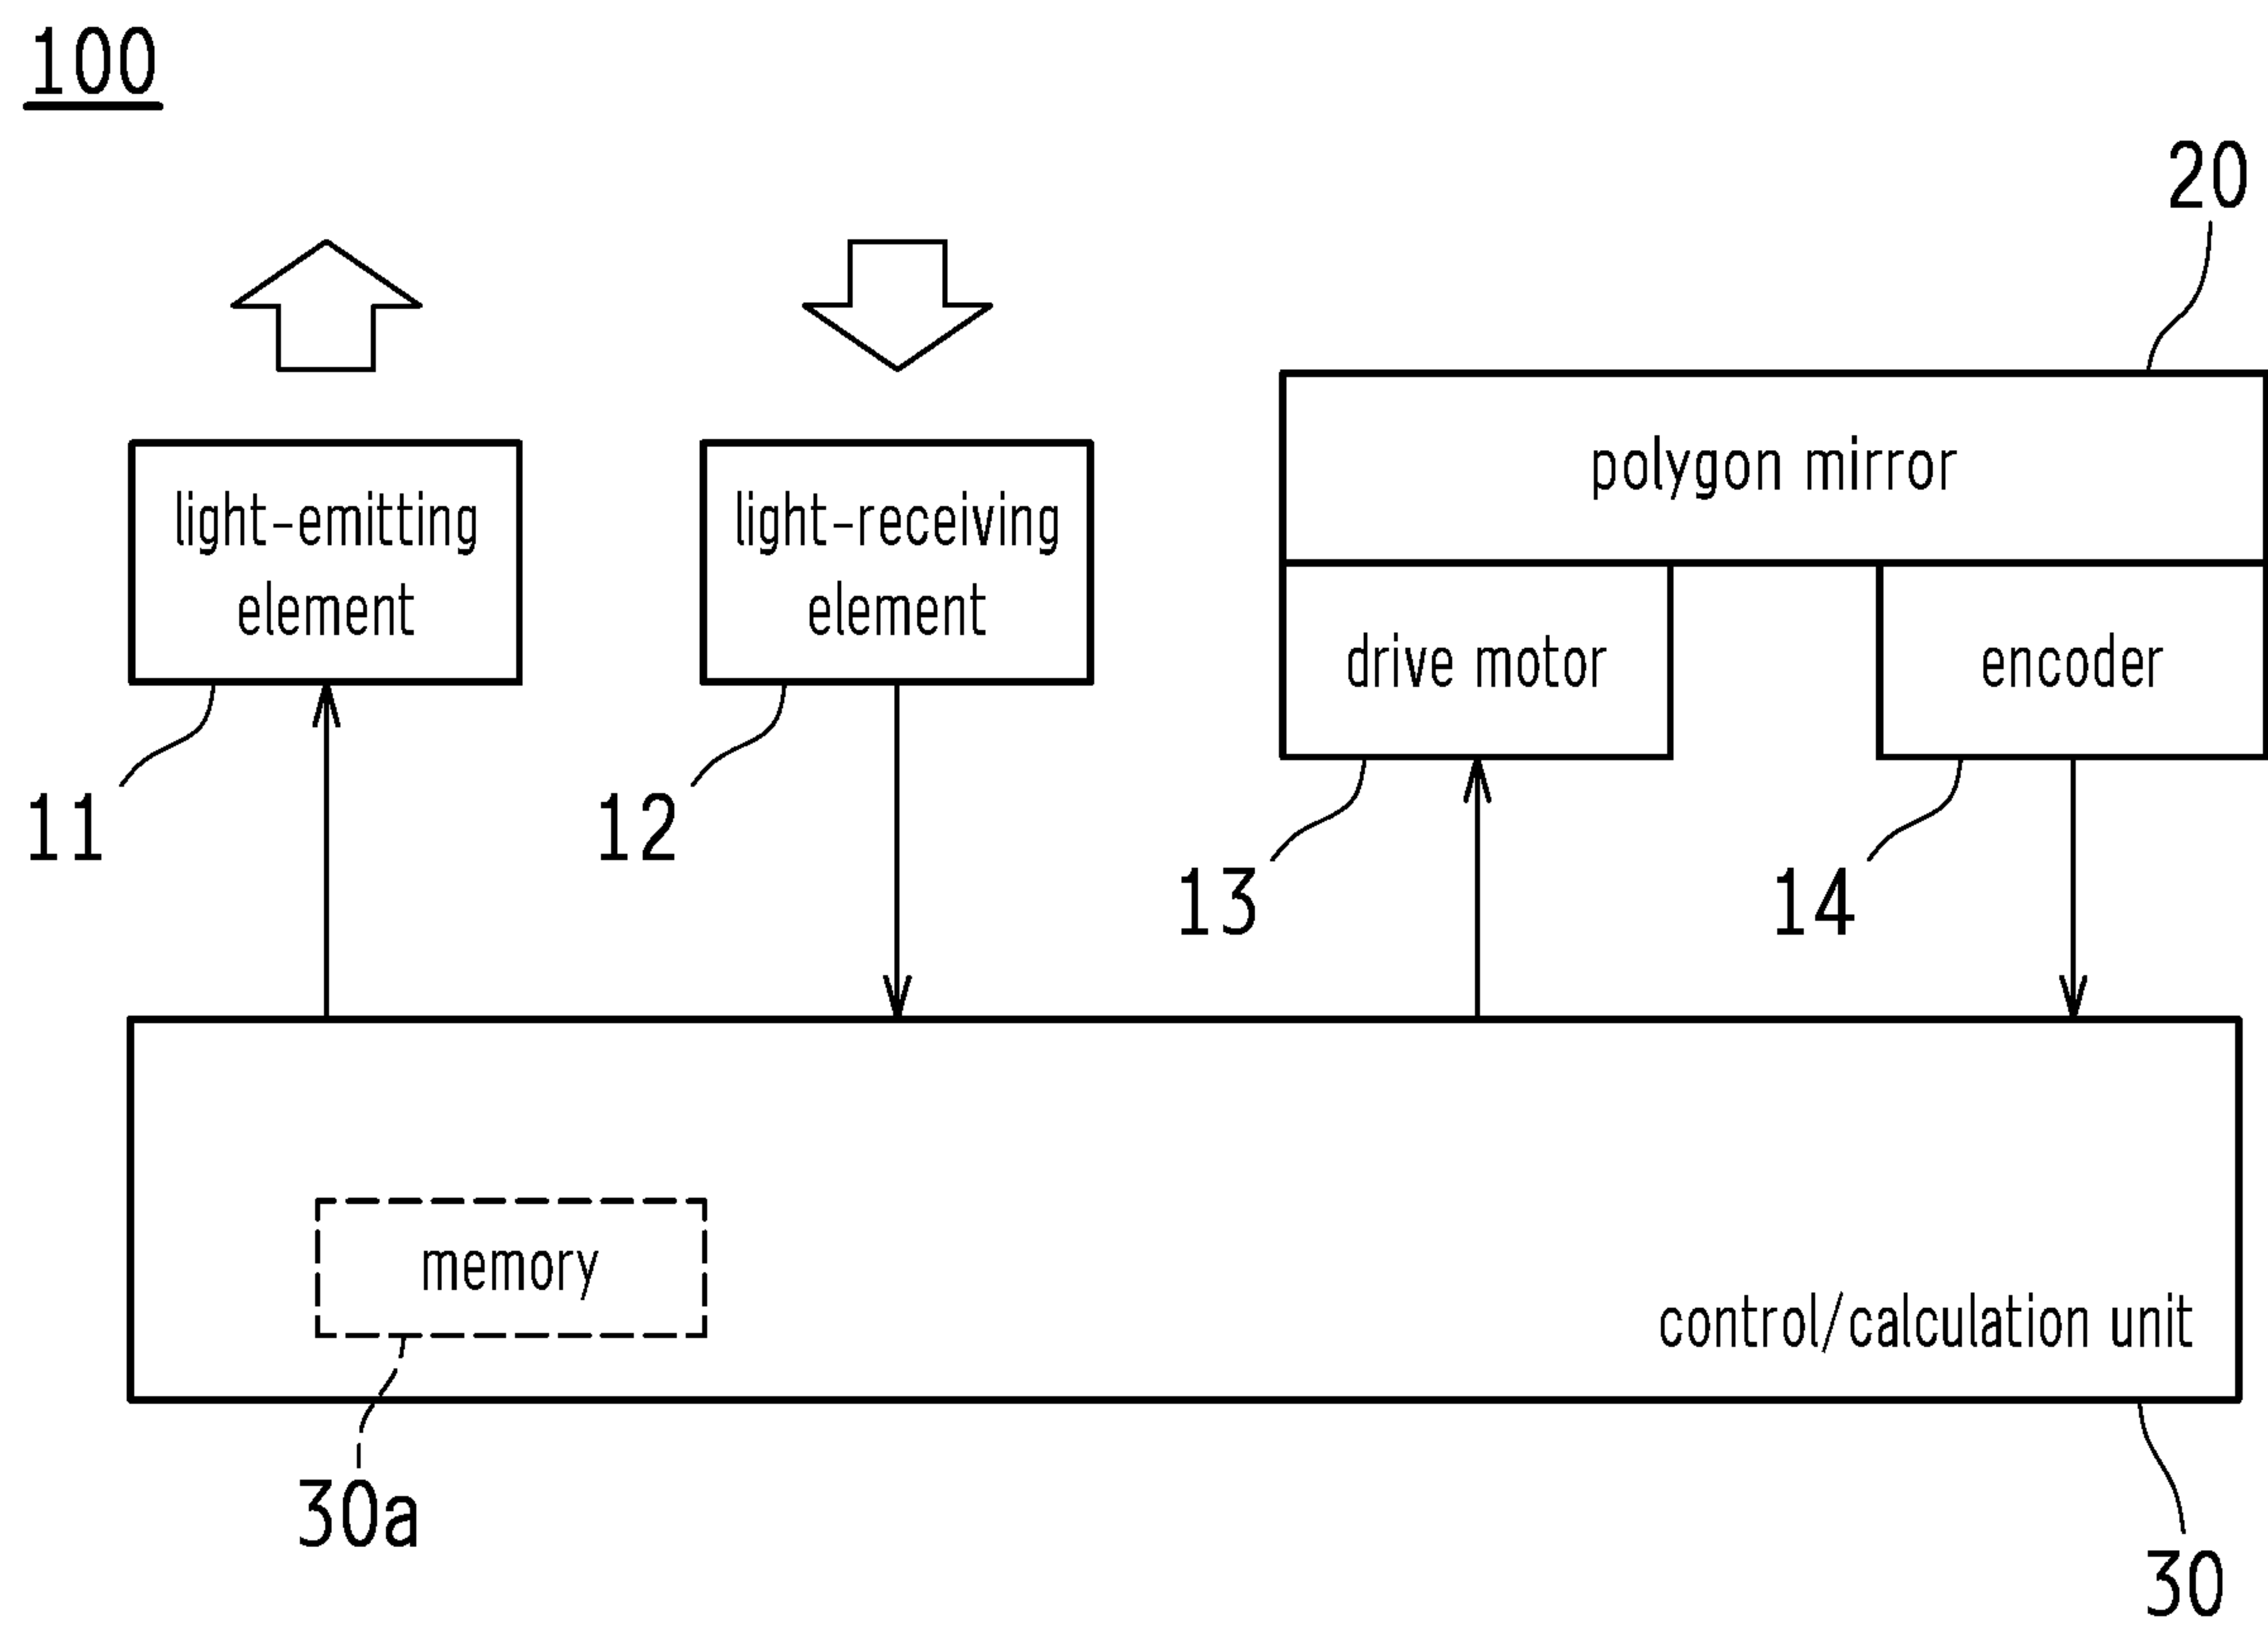 100
20
polygon mirror
light-emitting
element
light-receiving
element
drive motor
encoder
11
12
13
14
memory
control/calculation unit
30a
30